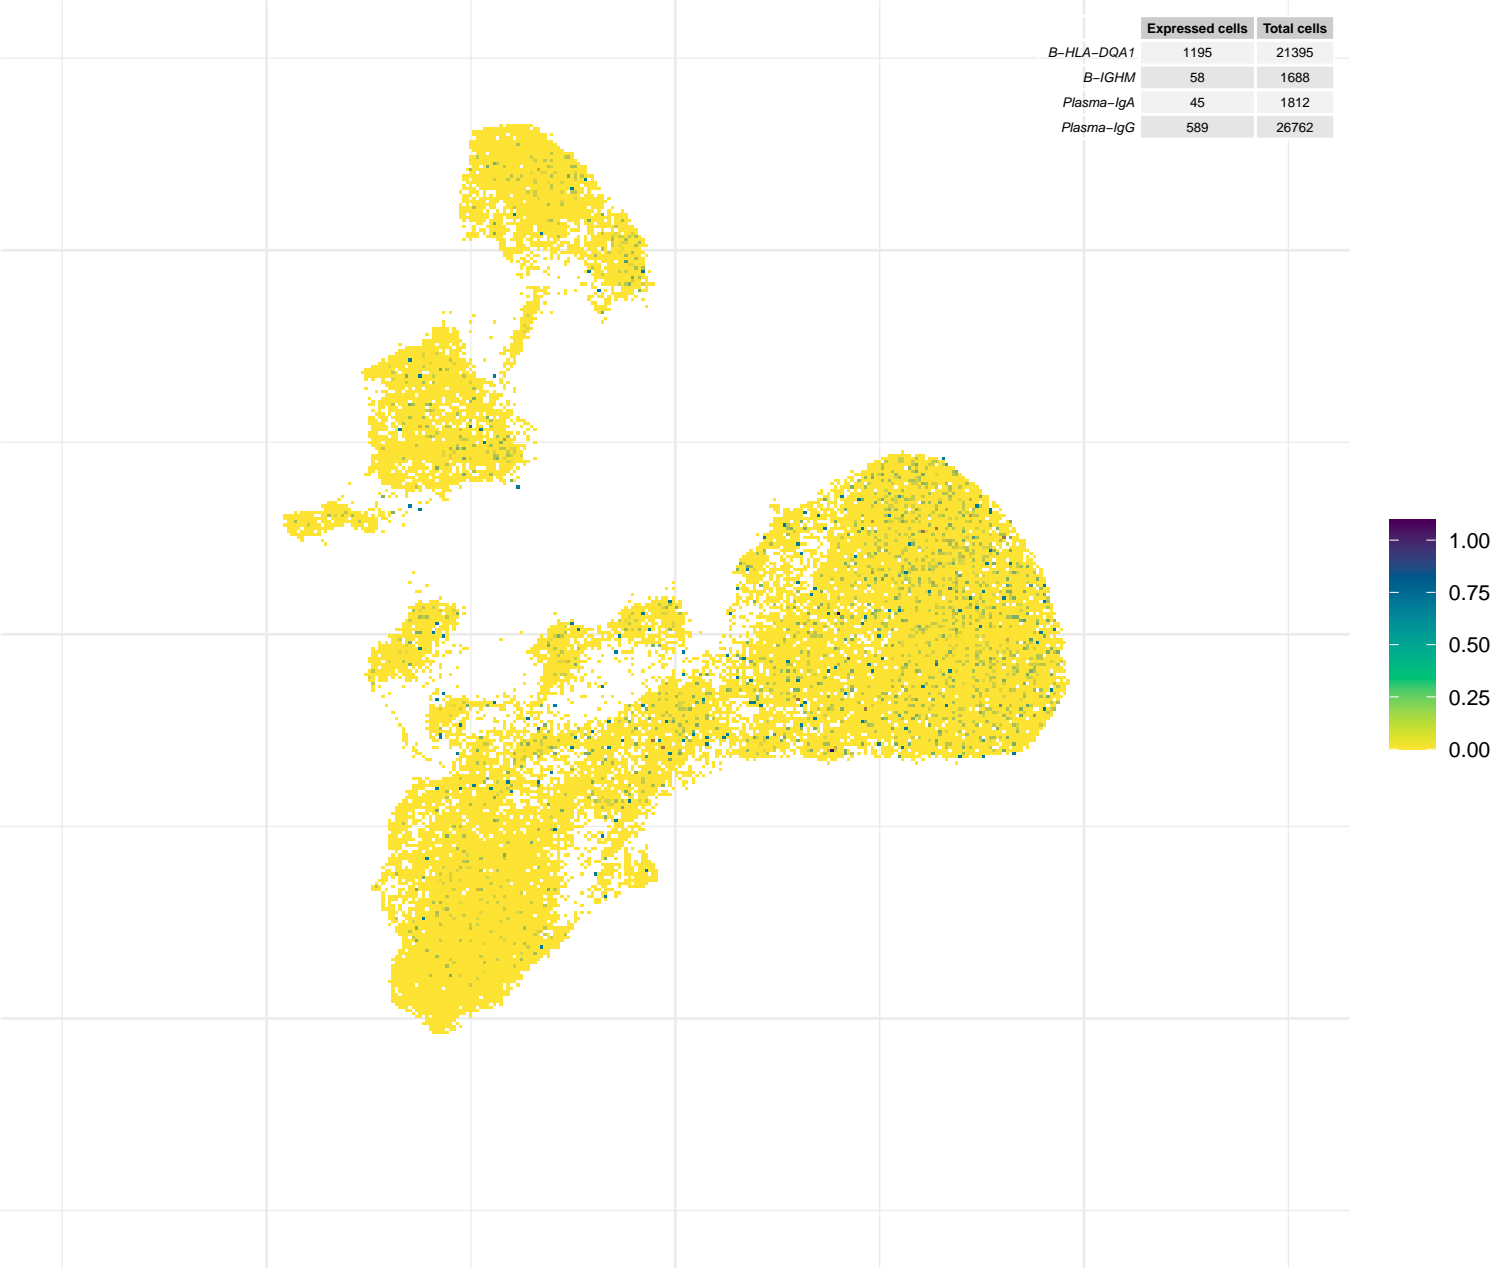 Expressed cells Total cells
B−HLA−DQA1 1195 21395
B−IGHM 58 1688
Plasma−IgA 45 1812
Plasma−IgG 589 26762
1.00
0.75
0.50
0.25
0.00